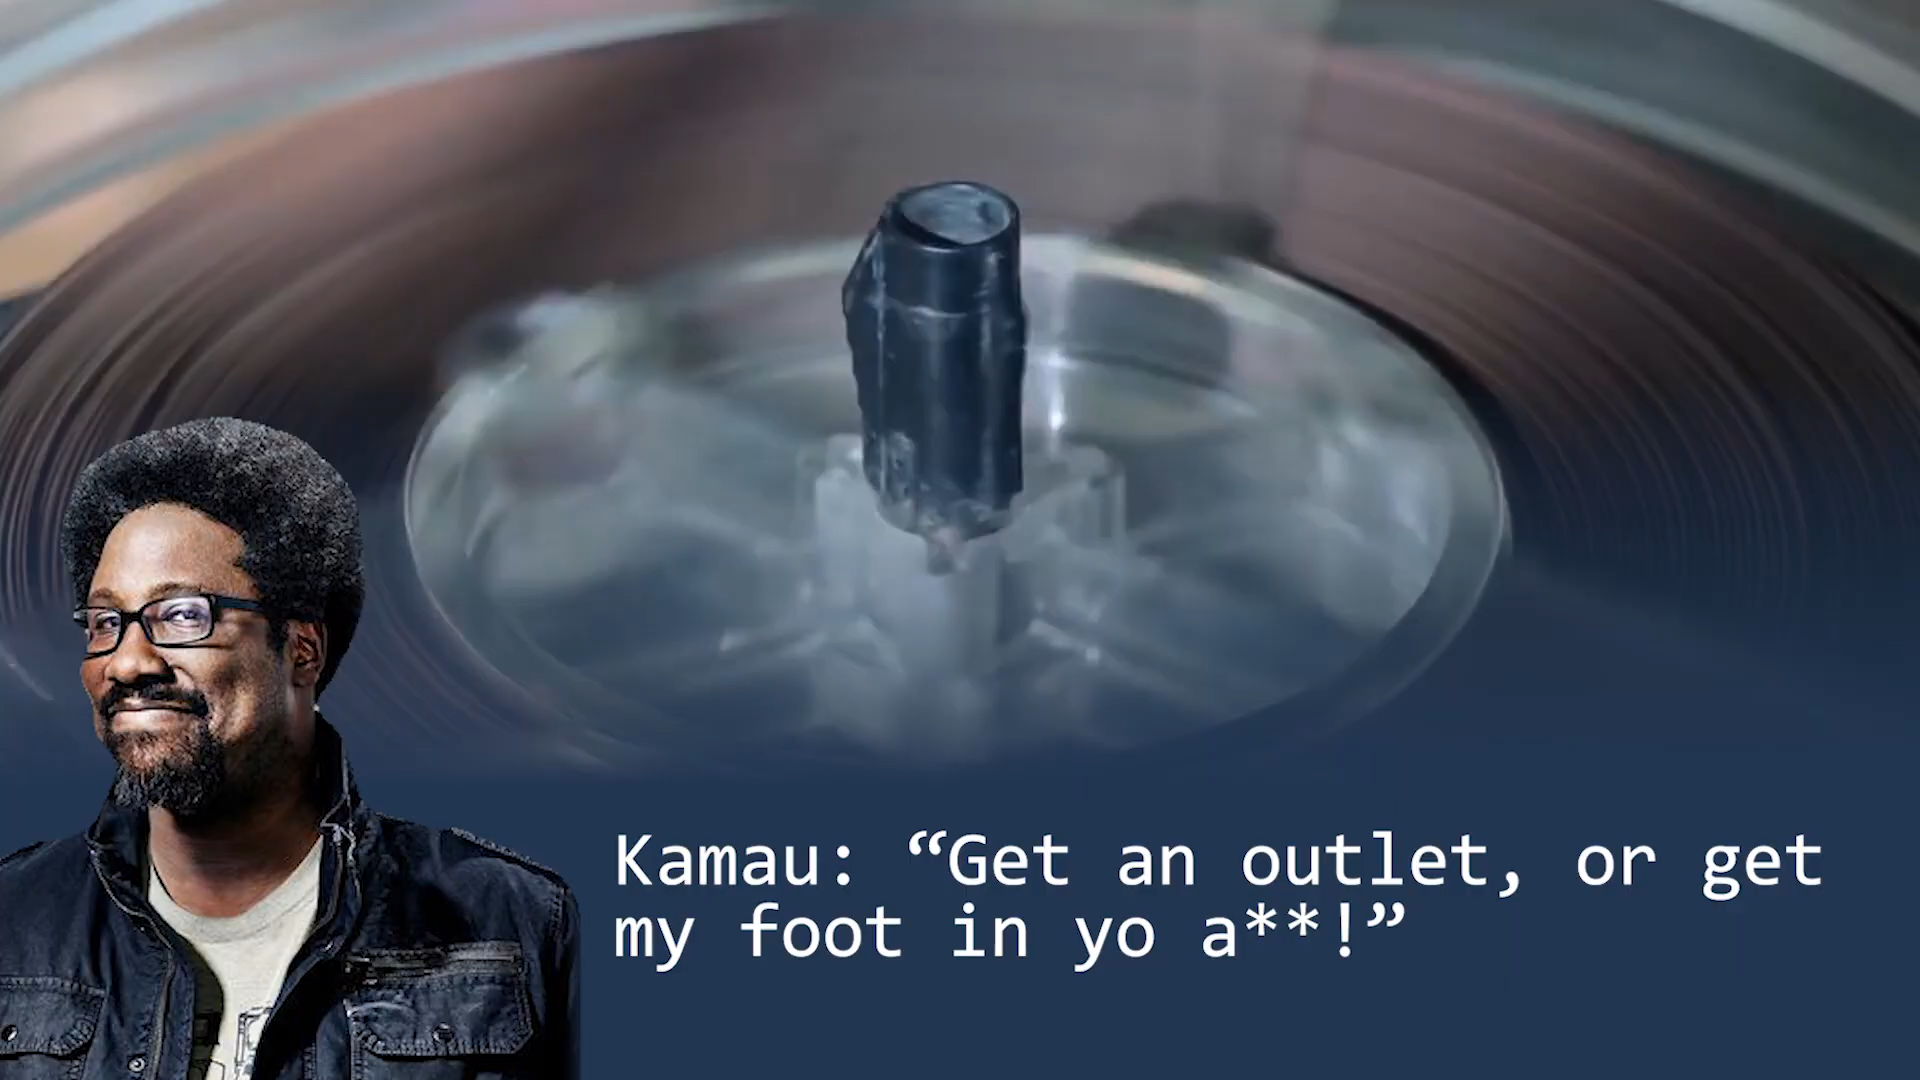 Kamau: “Get an outlet, or get
my foot in yo a**!”